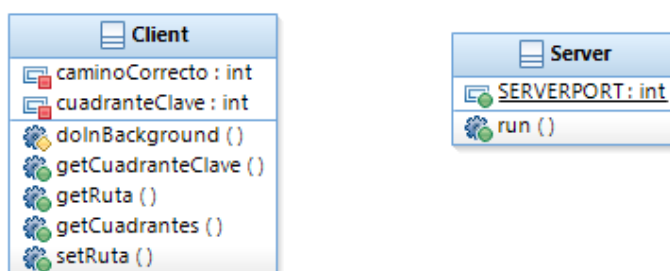 Client
caminoCorrecto : int
cuadranteClave : int
doInBackground ( )
getCuadranteClave ( )
getRuta ( )
getCuadrantes ( )
setRuta ( )
Server
SERVERPORT : int
run ( )